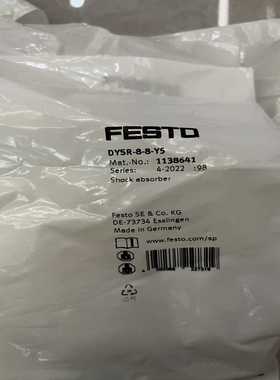 FESTO
DYSR-8-8-Y5
Mat.-No.: 1138641
Series: 4-2022 :98
Shock absorber
Festo SE & Co. KG
DE-73734 Esslingen
Made in Germany
www.festo.com/sp